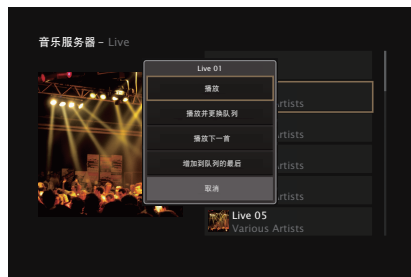 音乐服务器 – Live
Live 01
播放
播放并更换队列
播放下一首
增加到队列的最后
取消
Artists
Artists
Artists
Artists
Live 05
Various Artists